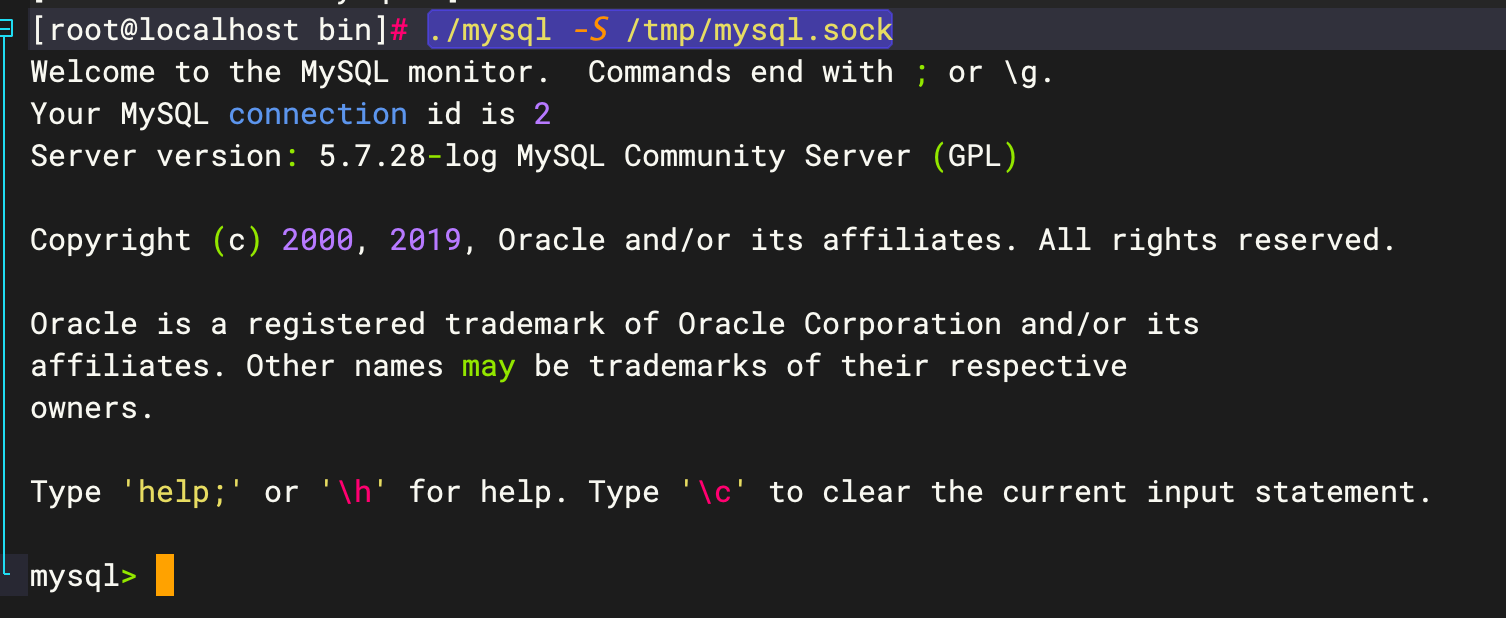 [root@localhost bin]# ./mysql -S /tmp/mysql.sock
Welcome to the MySQL monitor.  Commands end with ; or \g.
Your MySQL connection id is 2
Server version: 5.7.28-log MySQL Community Server (GPL)
Copyright (c) 2000, 2019, Oracle and/or its affiliates. All rights reserved.
Oracle is a registered trademark of Oracle Corporation and/or its
affiliates. Other names may be trademarks of their respective
owners.
Type 'help;' or '\h' for help. Type '\c' to clear the current input statement.
mysql>